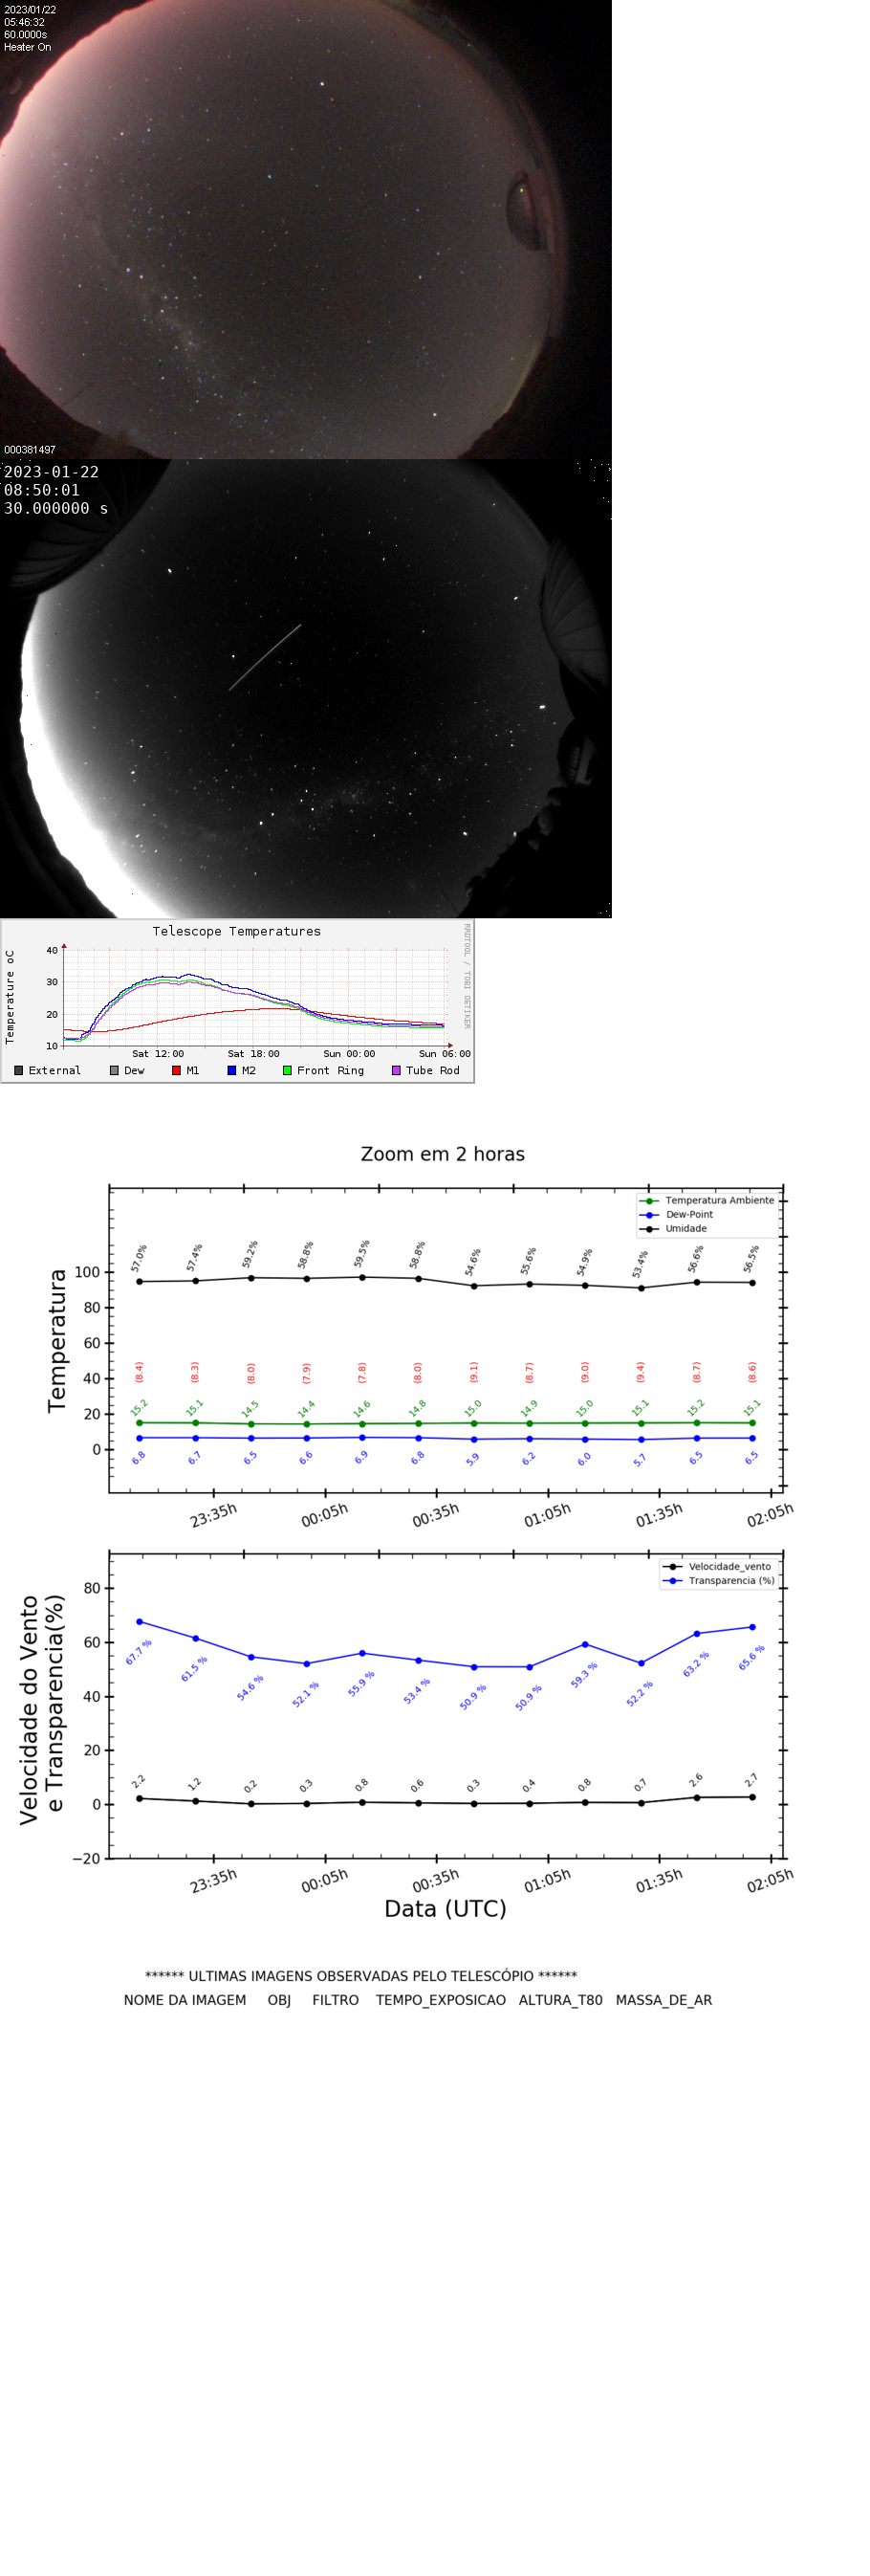 2023/01/22
05:46:32
60.0000s
Heater On
000381497
2023-01-22
08:50:01
30.000000 s
Telescope Temperatures
RRDTOOL / TOBI OETIKER
Temperature oC
40
30
20
10
Sat 12:00 Sat 18:00 Sun 00:00 Sun 06:00
External Dew M1 M2 Front Ring Tube Rod
Zoom em 2 horas
Temperatura Ambiente
Dew-Point
Umidade
Temperatura
100
80
60
40
20
0
57.0% 57.4% 59.2% 58.8% 59.5% 58.8% 54.6% 55.6% 54.9% 53.4% 56.6% 56.5%
(8.4) (8.3) (8.0) (7.9) (7.8) (8.0) (9.1) (8.7) (9.0) (9.4) (8.7) (8.6)
15.2 15.1 14.5 14.4 14.6 14.8 15.0 14.9 15.0 15.1 15.2 15.1
6.8 6.7 6.5 6.6 6.9 6.8 5.9 6.2 6.0 5.7 6.5 6.5
23:35h 00:05h 00:35h 01:05h 01:35h 02:05h
Velocidade_vento
Transparencia (%)
Velocidade do Vento
e Transparencia(%)
80
60
40
20
0
−20
67.7 % 61.5 % 54.6 % 52.1 % 55.9 % 53.4 % 50.9 % 50.9 % 59.3 % 52.2 % 63.2 % 65.6 %
2.2 1.2 0.2 0.3 0.8 0.6 0.3 0.4 0.8 0.7 2.6 2.7
23:35h 00:05h 00:35h 01:05h 01:35h 02:05h
Data (UTC)
****** ULTIMAS IMAGENS OBSERVADAS PELO TELESCÓPIO ******
NOME DA IMAGEM OBJ FILTRO TEMPO_EXPOSICAO ALTURA_T80 MASSA_DE_AR